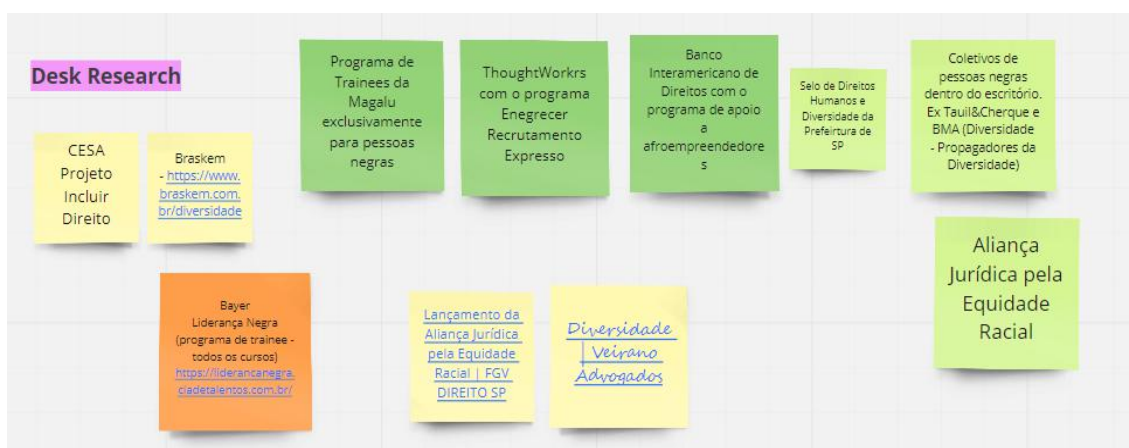 Desk Research
CESA
Projeto
Incluir
Direito
Braskem
- https://www.
braskem.com.
br/diversidade
Programa de
Trainees da
Magalu
exclusivamente
para pessoas
negras
ThoughtWorkrs
com o programa
Enegrecer
Recrutamento
Expresso
Banco
Interamericano de
Direitos com o
programa de apoio
a
afroempreendedore
s
Selo de Direitos
Humanos e
Diversidade da
Prefeirtura de
SP
Coletivos de
pessoas negras
dentro do escritório.
Ex Tauil&Cherque e
BMA (Diversidade
- Propagadores da
Diversidade)
Aliança
Jurídica pela
Equidade
Racial
Bayer
Liderança Negra
(programa de trainee -
todos os cursos)
https://liderancanegra.
ciadetalentos.com.br/
Lançamento da
Aliança Jurídica
pela Equidade
Racial | FGV
DIREITO SP
Diversidade
| Veirano
Advogados